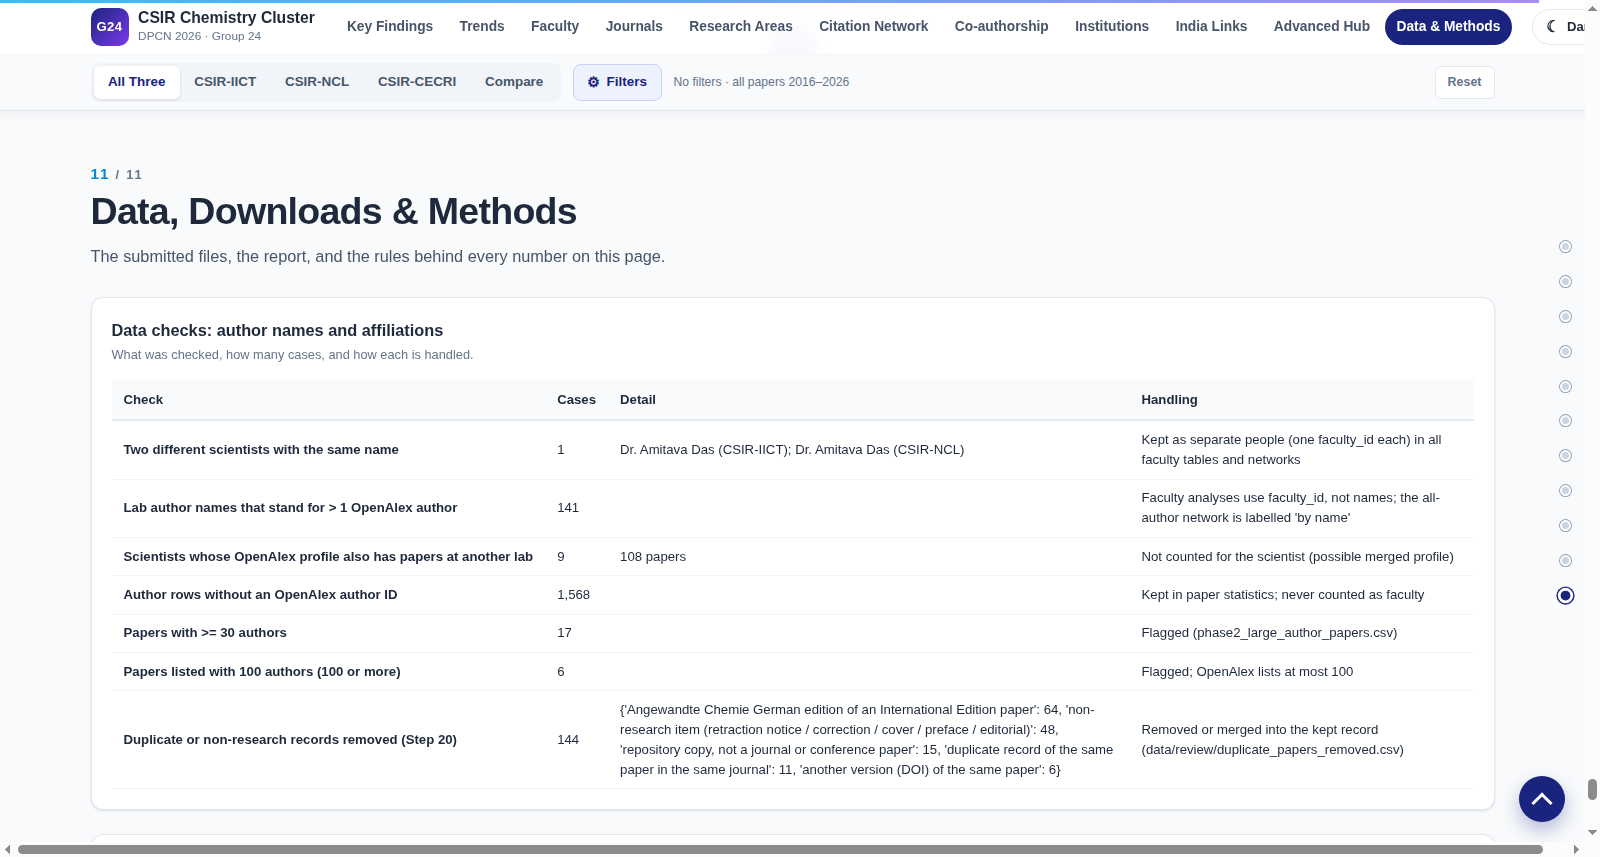 G24
CSIR Chemistry Cluster
DPCN 2026 · Group 24
Key Findings
Trends
Faculty
Journals
Research Areas
Citation Network
Co-authorship
Institutions
India Links
Advanced Hub
Data & Methods
All Three
CSIR-IICT
CSIR-NCL
CSIR-CECRI
Compare
⚙ Filters
No filters · all papers 2016–2026
Reset
11 / 11
Data, Downloads & Methods
The submitted files, the report, and the rules behind every number on this page.
Data checks: author names and affiliations
What was checked, how many cases, and how each is handled.
Check
Cases
Detail
Handling
Two different scientists with the same name
1
Dr. Amitava Das (CSIR-IICT); Dr. Amitava Das (CSIR-NCL)
Kept as separate people (one faculty_id each) in all
faculty tables and networks
Lab author names that stand for > 1 OpenAlex author
141
Faculty analyses use faculty_id, not names; the all-
author network is labelled 'by name'
Scientists whose OpenAlex profile also has papers at another lab
9
108 papers
Not counted for the scientist (possible merged profile)
Author rows without an OpenAlex author ID
1,568
Kept in paper statistics; never counted as faculty
Papers with >= 30 authors
17
Flagged (phase2_large_author_papers.csv)
Papers listed with 100 authors (100 or more)
6
Flagged; OpenAlex lists at most 100
Duplicate or non-research records removed (Step 20)
144
{'Angewandte Chemie German edition of an International Edition paper': 64, 'non-
research item (retraction notice / correction / cover / preface / editorial)': 48,
'repository copy, not a journal or conference paper': 15, 'duplicate record of the same
paper in the same journal': 11, 'another version (DOI) of the same paper': 6}
Removed or merged into the kept record
(data/review/duplicate_papers_removed.csv)